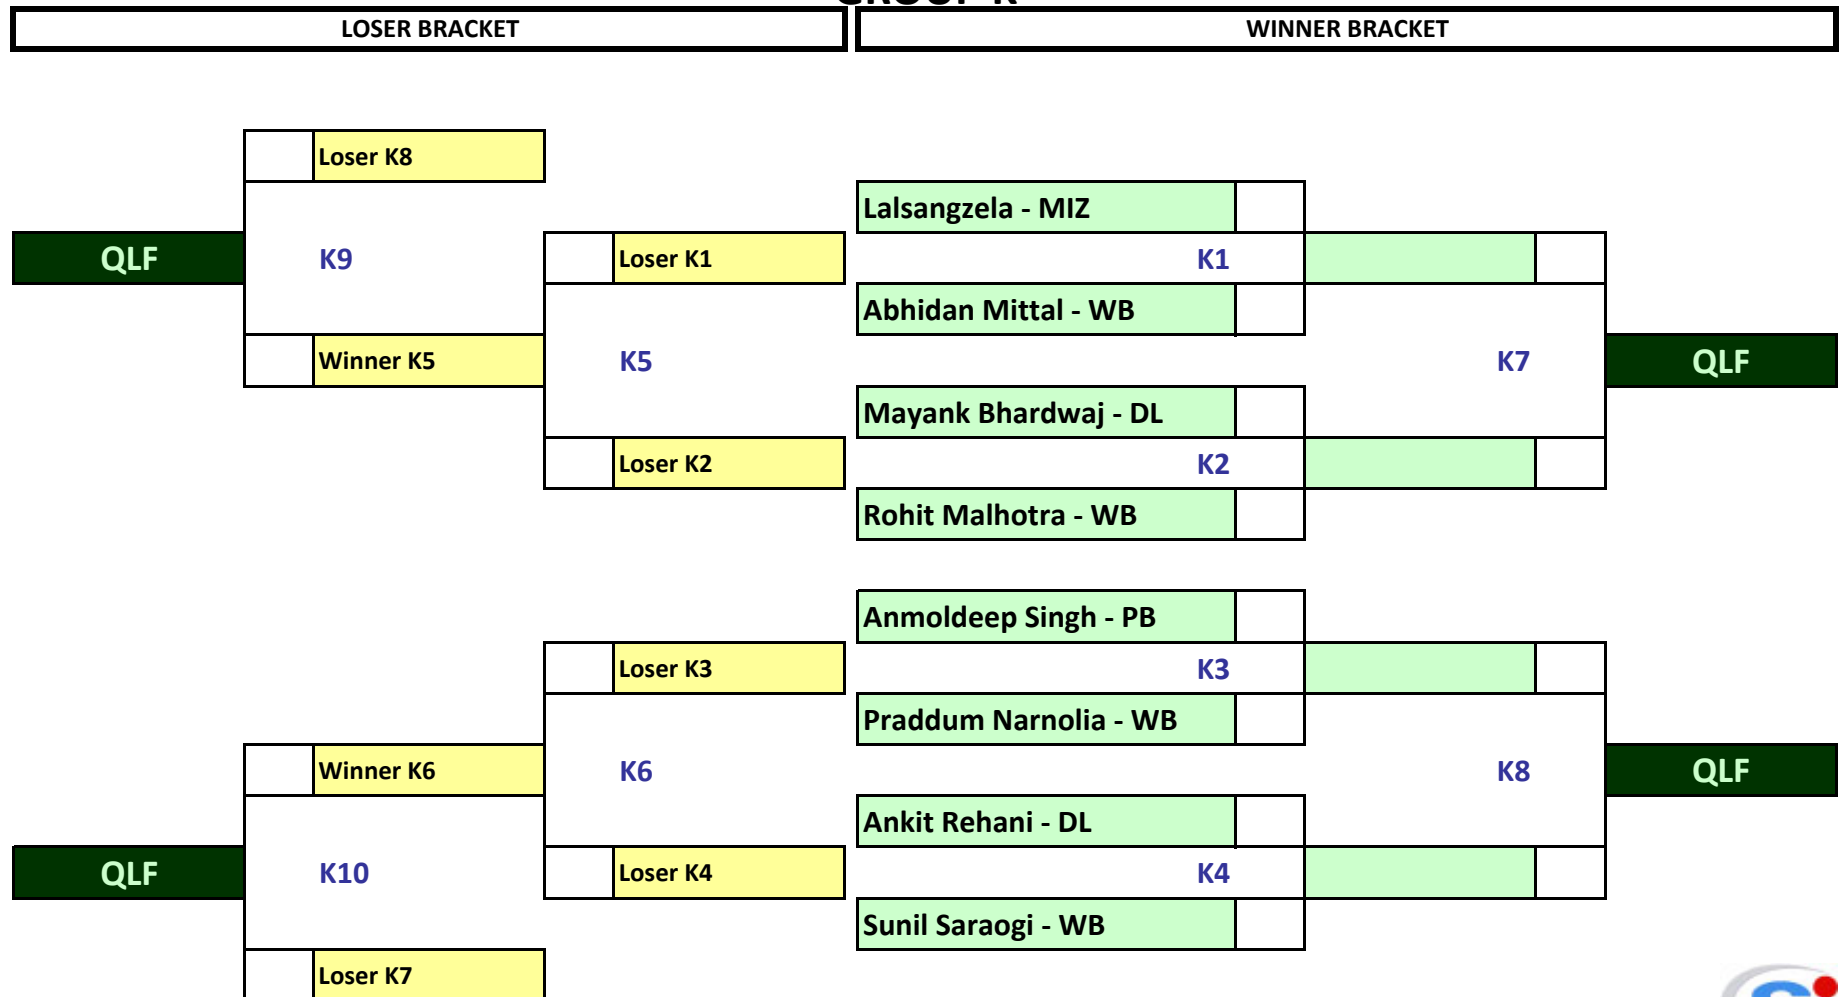 GROUP K
LOSER BRACKET
WINNER BRACKET
Loser K8
Lalsangzela - MIZ
QLF
K9
Loser K1
K1
Abhidan Mittal - WB
Winner K5
K5
K7
QLF
Mayank Bhardwaj - DL
Loser K2
K2
Rohit Malhotra - WB
Anmoldeep Singh - PB
Loser K3
K3
Praddum Narnolia - WB
Winner K6
K6
K8
QLF
Ankit Rehani - DL
QLF
K10
Loser K4
K4
Sunil Saraogi - WB
Loser K7